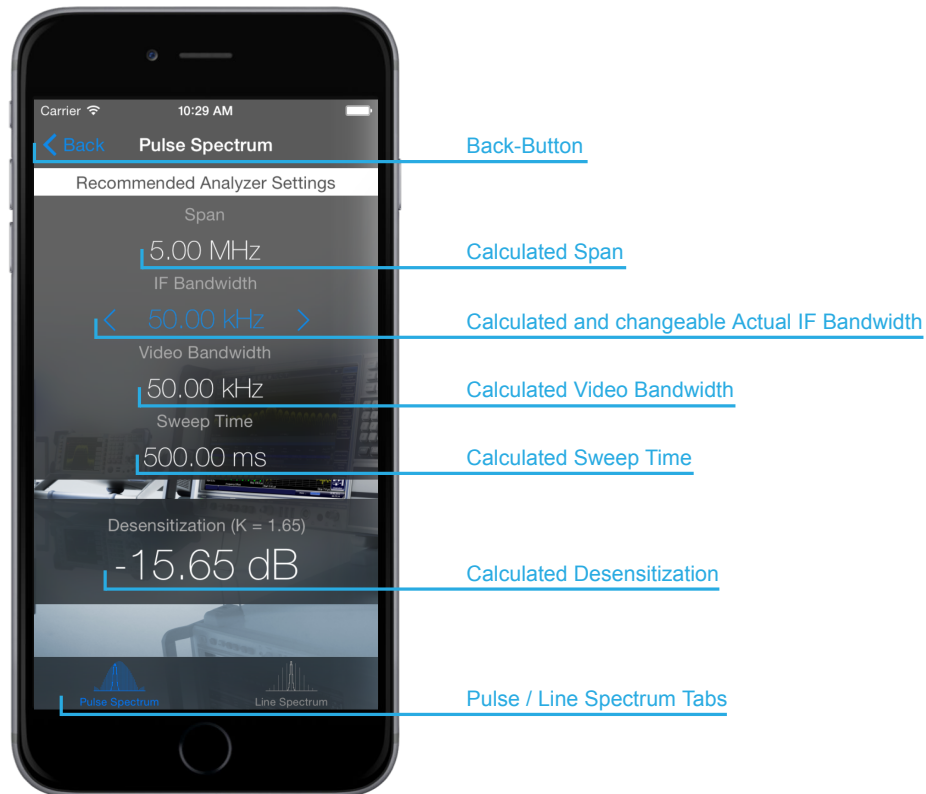 Carrier 10:29 AM
Back Pulse Spectrum
Back-Button
Recommended Analyzer Settings
Span
5.00 MHz
Calculated Span
IF Bandwidth
50.00 kHz
Calculated and changeable Actual IF Bandwidth
Video Bandwidth
50.00 kHz
Calculated Video Bandwidth
Sweep Time
500.00 ms
Calculated Sweep Time
Desensitization (K = 1.65)
-15.65 dB
Calculated Desensitization
Pulse Spectrum Line Spectrum
Pulse / Line Spectrum Tabs